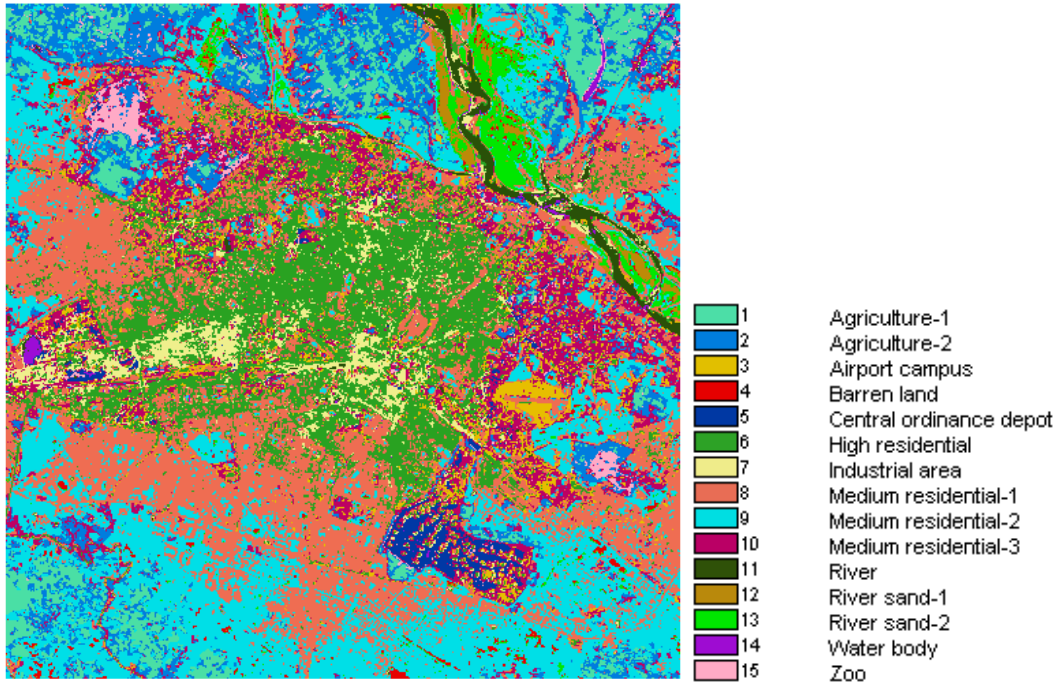 1 Agriculture-1
2 Agriculture-2
3 Airport campus
4 Barren land
5 Central ordinance depot
6 High residential
7 Industrial area
8 Medium residential-1
9 Medium residential-2
10 Medium residential-3
11 River
12 River sand-1
13 River sand-2
14 Water body
15 Zoo